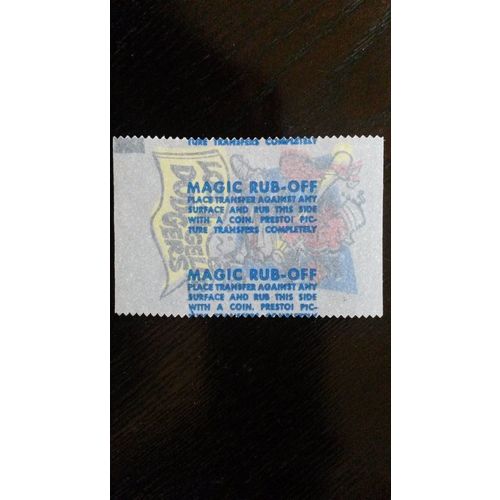 TURE TRANSFERS COMPLETELY
MAGIC RUB-OFF
PLACE TRANSFER AGAINST ANY
SURFACE AND RUB THIS SIDE
WITH A COIN. PRESTO! PIC-
TURE TRANSFERS COMPLETELY
MAGIC RUB-OFF
PLACE TRANSFER AGAINST ANY
SURFACE AND RUB THIS SIDE
WITH A COIN. PRESTO! PIC-
DODGERS